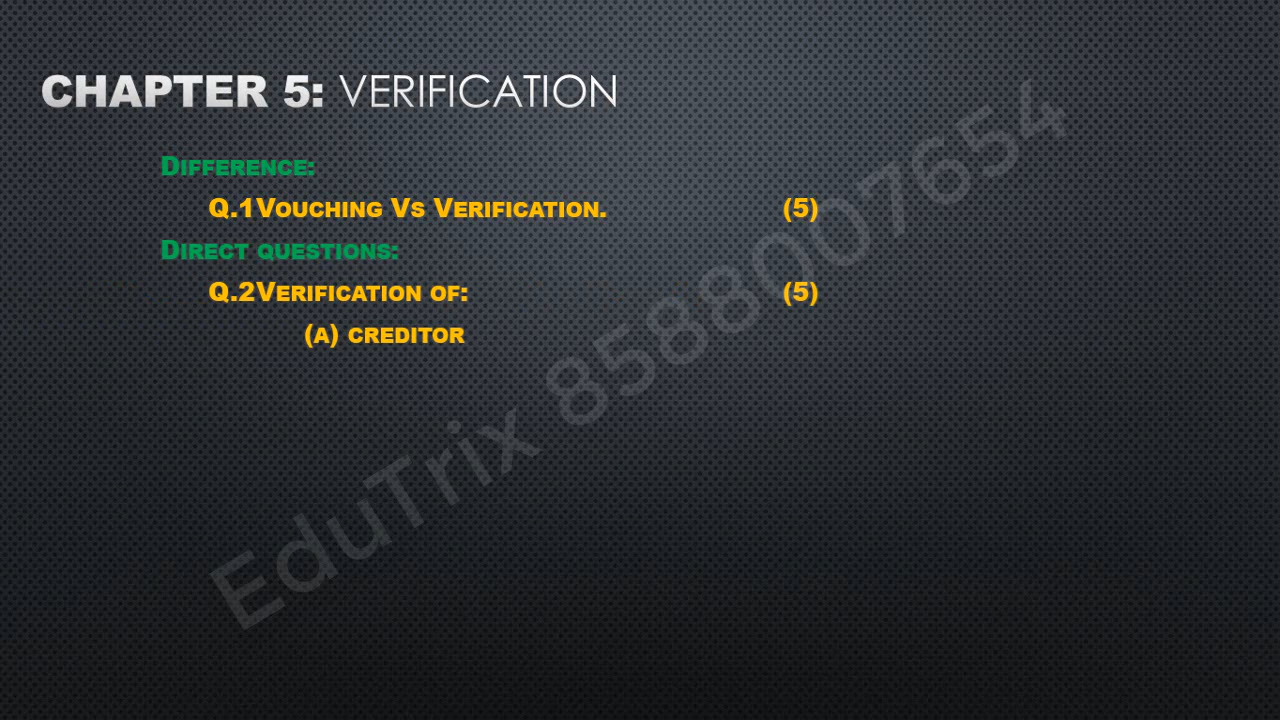 CHAPTER 5: VERIFICATION
DIFFERENCE:
Q.1VOUCHING VS VERIFICATION. (5)
DIRECT QUESTIONS:
Q.2VERIFICATION OF: (5)
(A) CREDITOR
EduTrix 8588007654